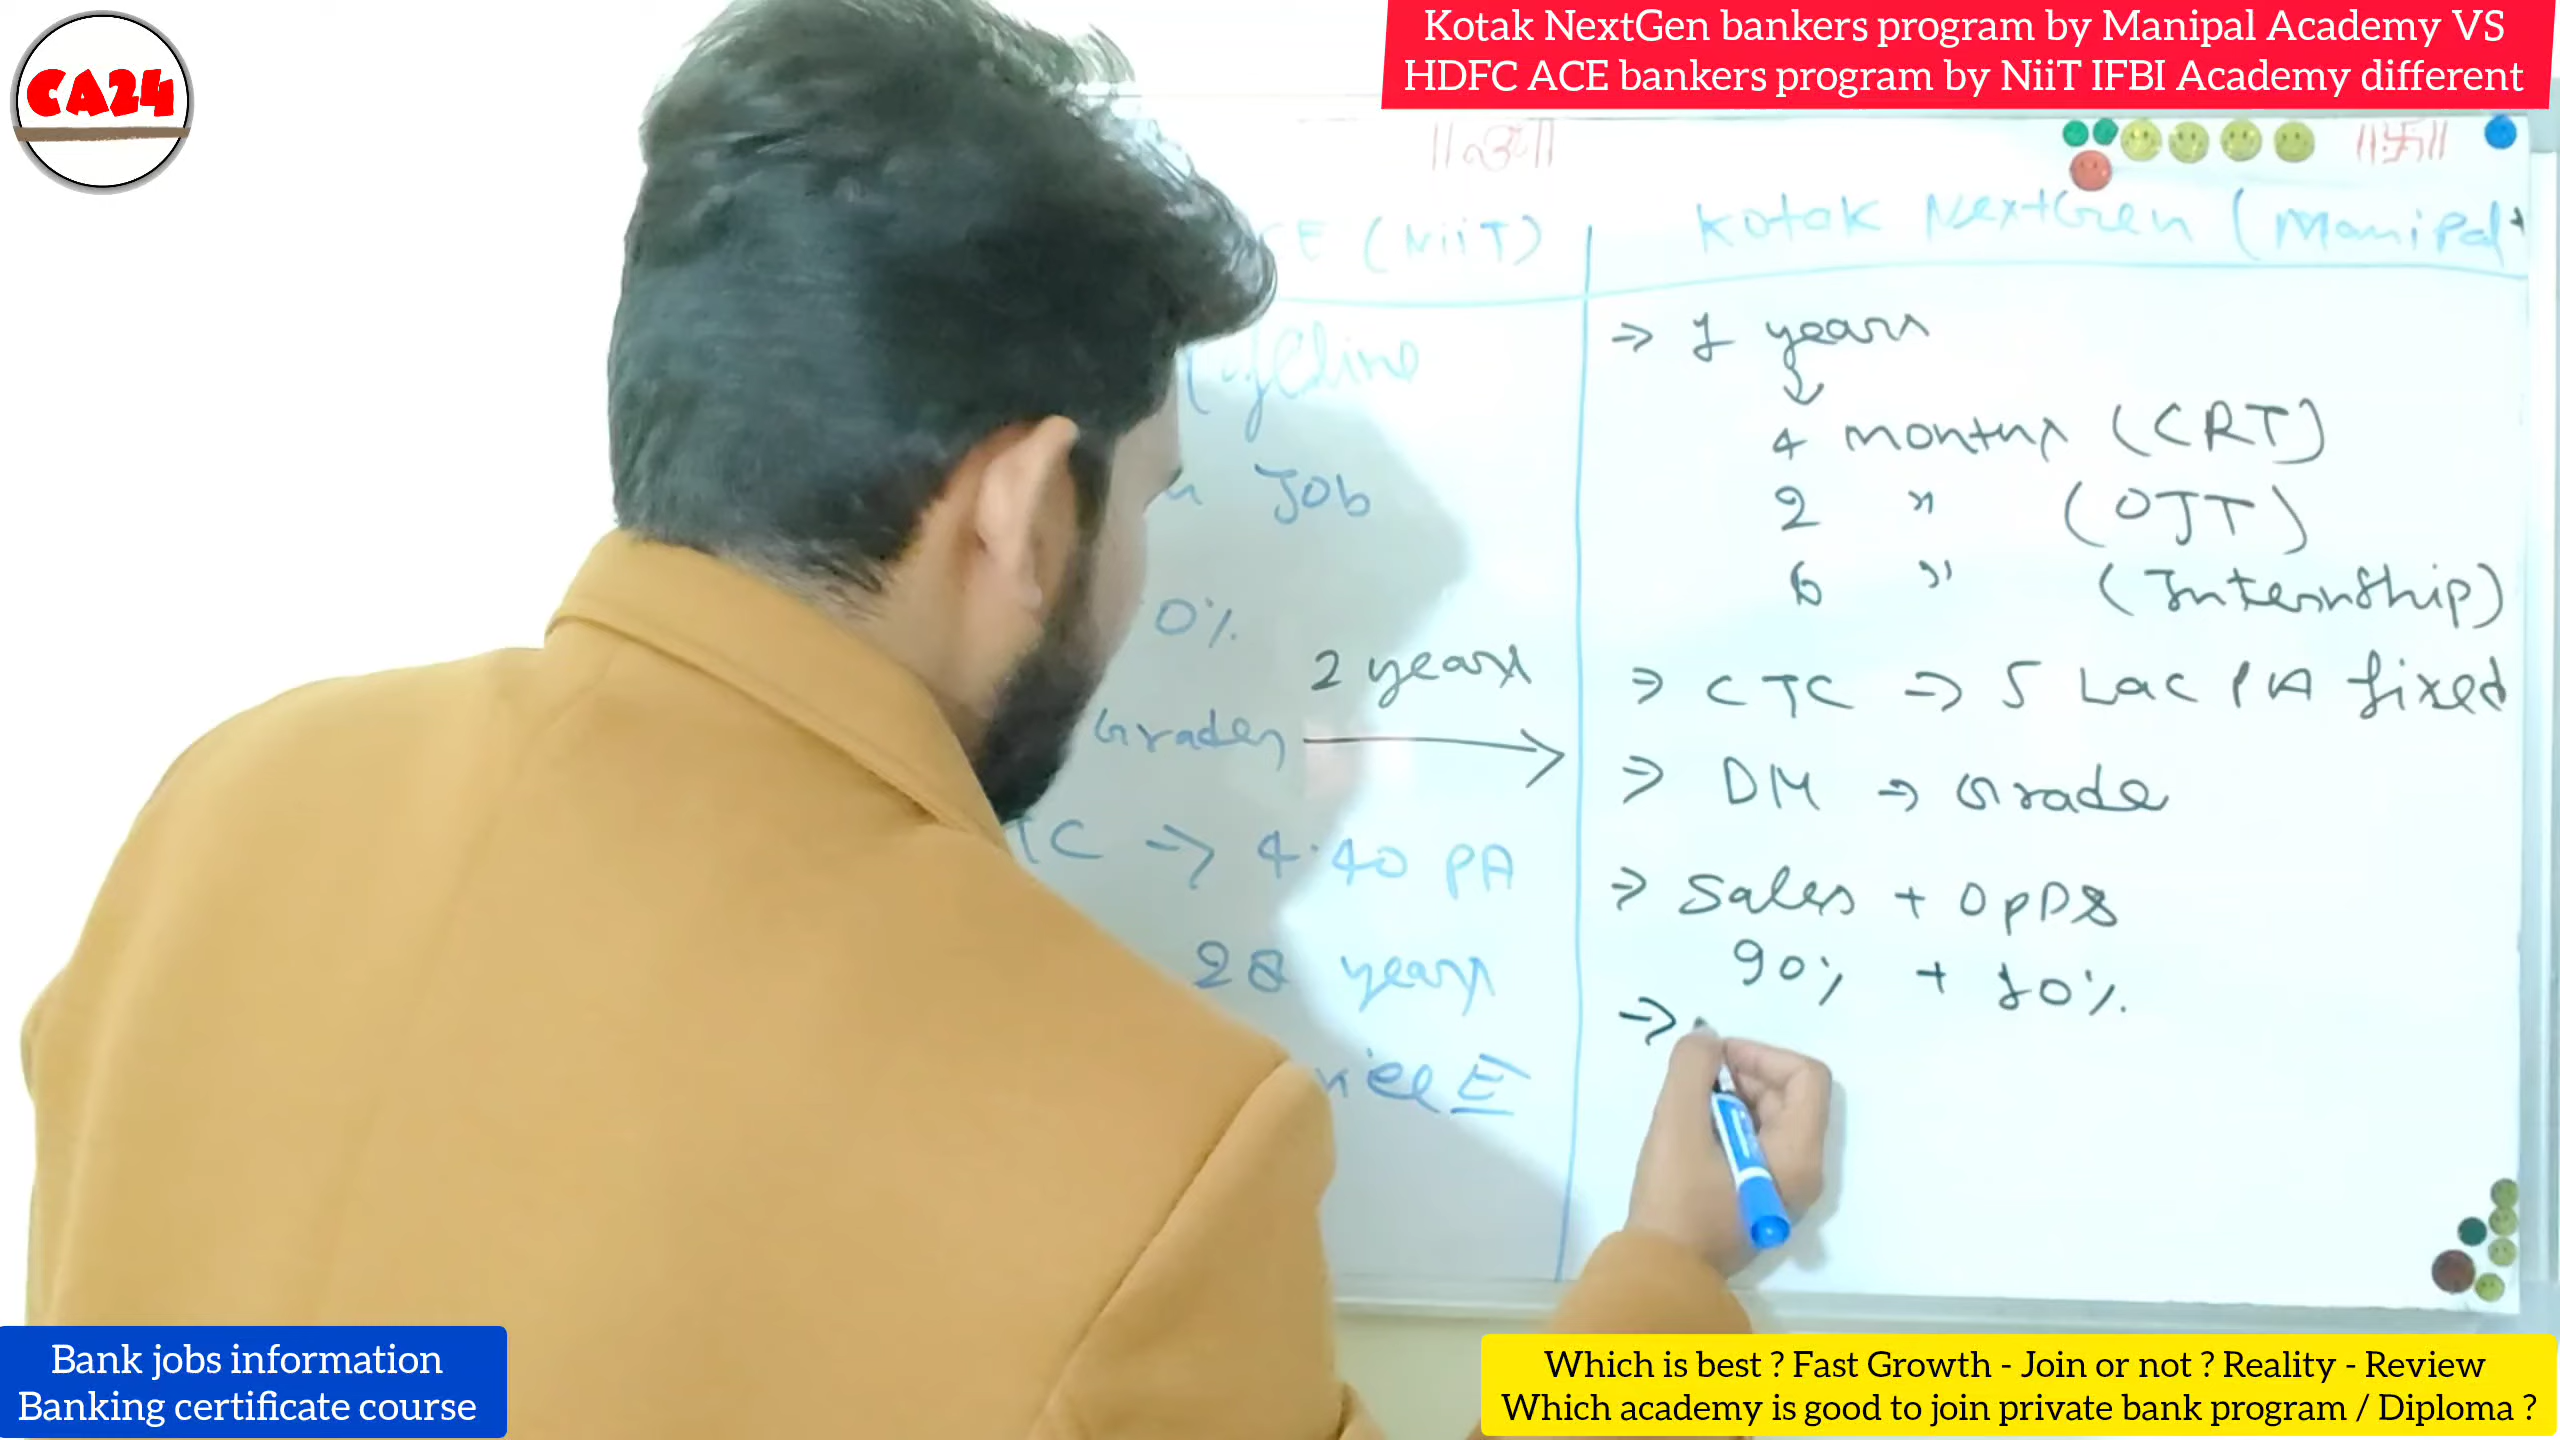 CA24
Kotak NextGen bankers program by Manipal Academy VS
HDFC ACE bankers program by NiiT IFBI Academy different
||ॐ||
||卐||
CE (NiiT)
Job
0%
2 years
Grades
TC → 4.40 PA
28 years
E
Kotak NextGen (Manipal
⇒ 1 years
4 months (CRT)
2 " (OJT)
6 " (Internship)
⇒ CTC ⇒ 5 Lac PA fixed
⇒ DM ⇒ Grade
⇒ Sales +
90% + 10%
→
Bank jobs information
Banking certificate course
Which is best ? Fast Growth - Join or not ? Reality - Review
Which academy is good to join private bank program / Diploma ?